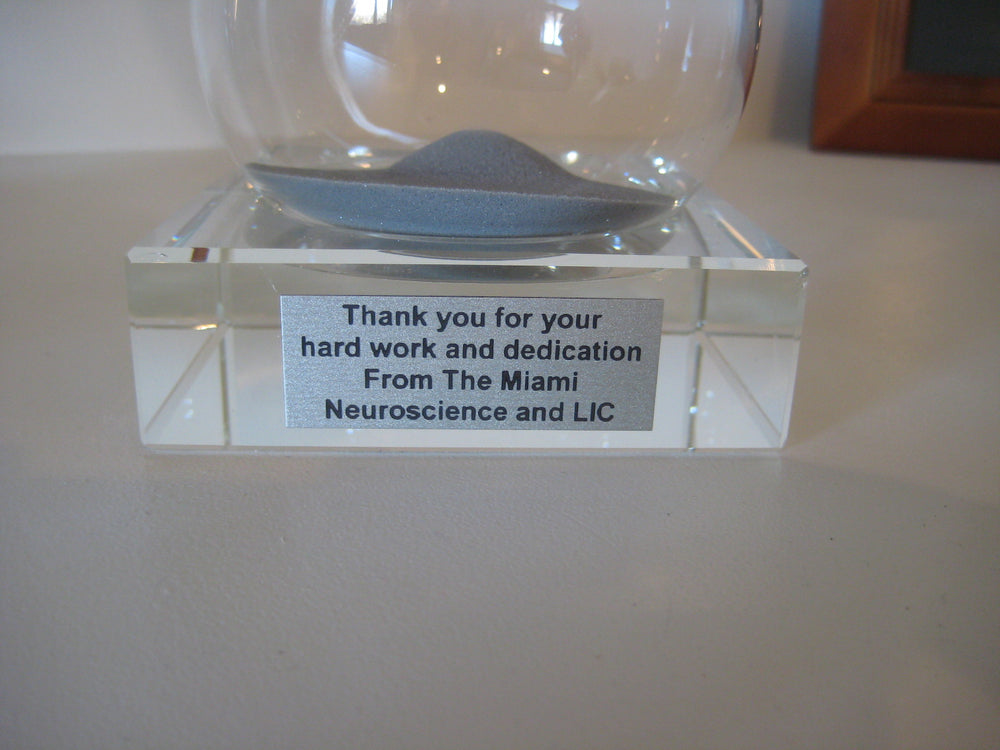 Thank you for your
hard work and dedication
From The Miami
Neuroscience and LIC